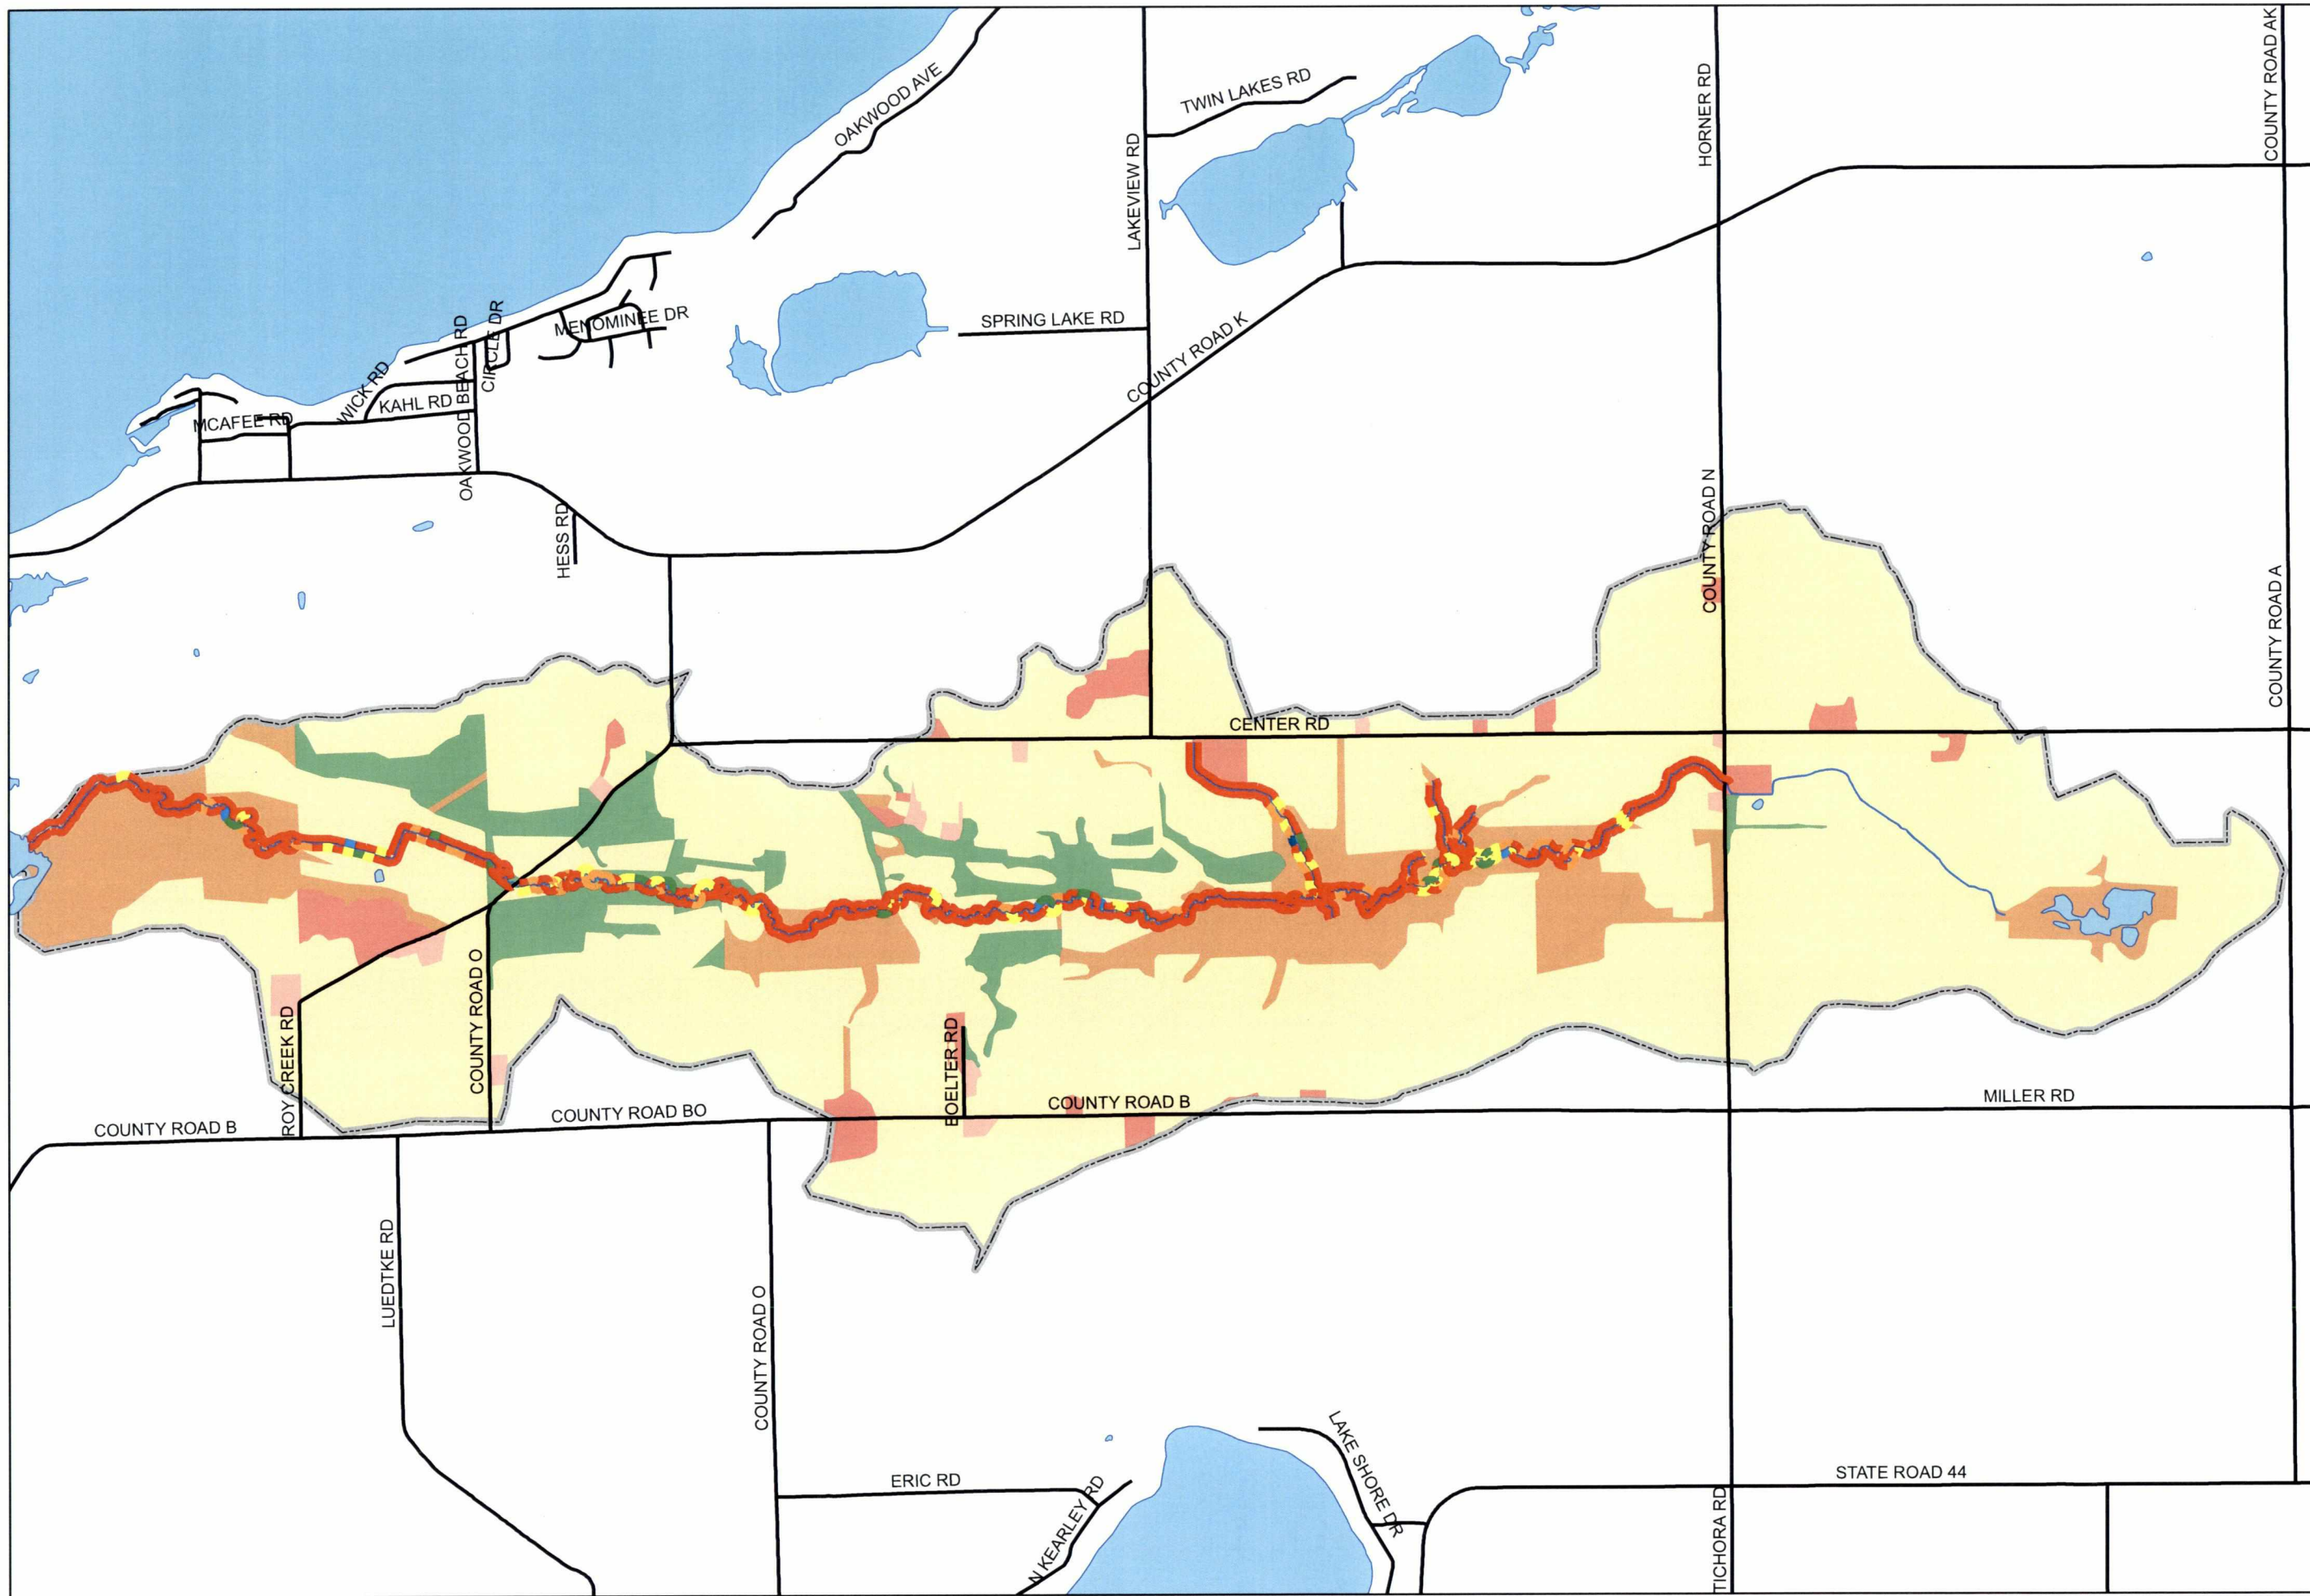 COUNTY ROAD AK
OAKWOOD AVE
TWIN LAKES RD
HORNER RD
LAKEVIEW RD
SPRING LAKE RD
MENOMINEE DR
CIRCLE DR
OAKWOOD BEACH RD
WICK RD
KAHL RD
MCAFEE RD
COUNTY ROAD K
HESS RD
COUNTY ROAD N
COUNTY ROAD A
CENTER RD
COUNTY ROAD O
ROY CREEK RD
BOELTER RD
COUNTY ROAD B
COUNTY ROAD BO
COUNTY ROAD B
MILLER RD
LUEDTKE RD
COUNTY ROAD O
ERIC RD
N KEARLEY RD
LAKE SHORE DR
STATE ROAD 44
TICHORA RD